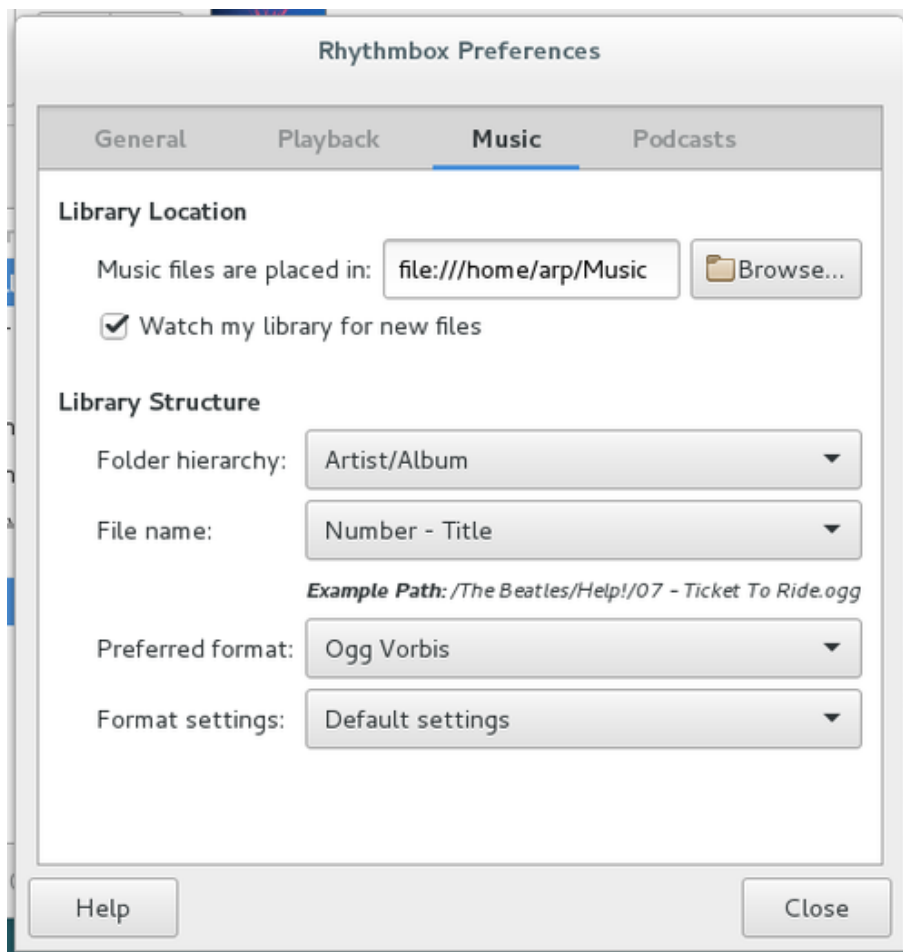 Rhythmbox Preferences
General Playback Music Podcasts
Library Location
Music files are placed in: file:///home/arp/Music Browse...
Watch my library for new files
Library Structure
Folder hierarchy: Artist/Album
File name: Number - Title
Example Path: /The Beatles/Help!/07 - Ticket To Ride.ogg
Preferred format: Ogg Vorbis
Format settings: Default settings
Help Close